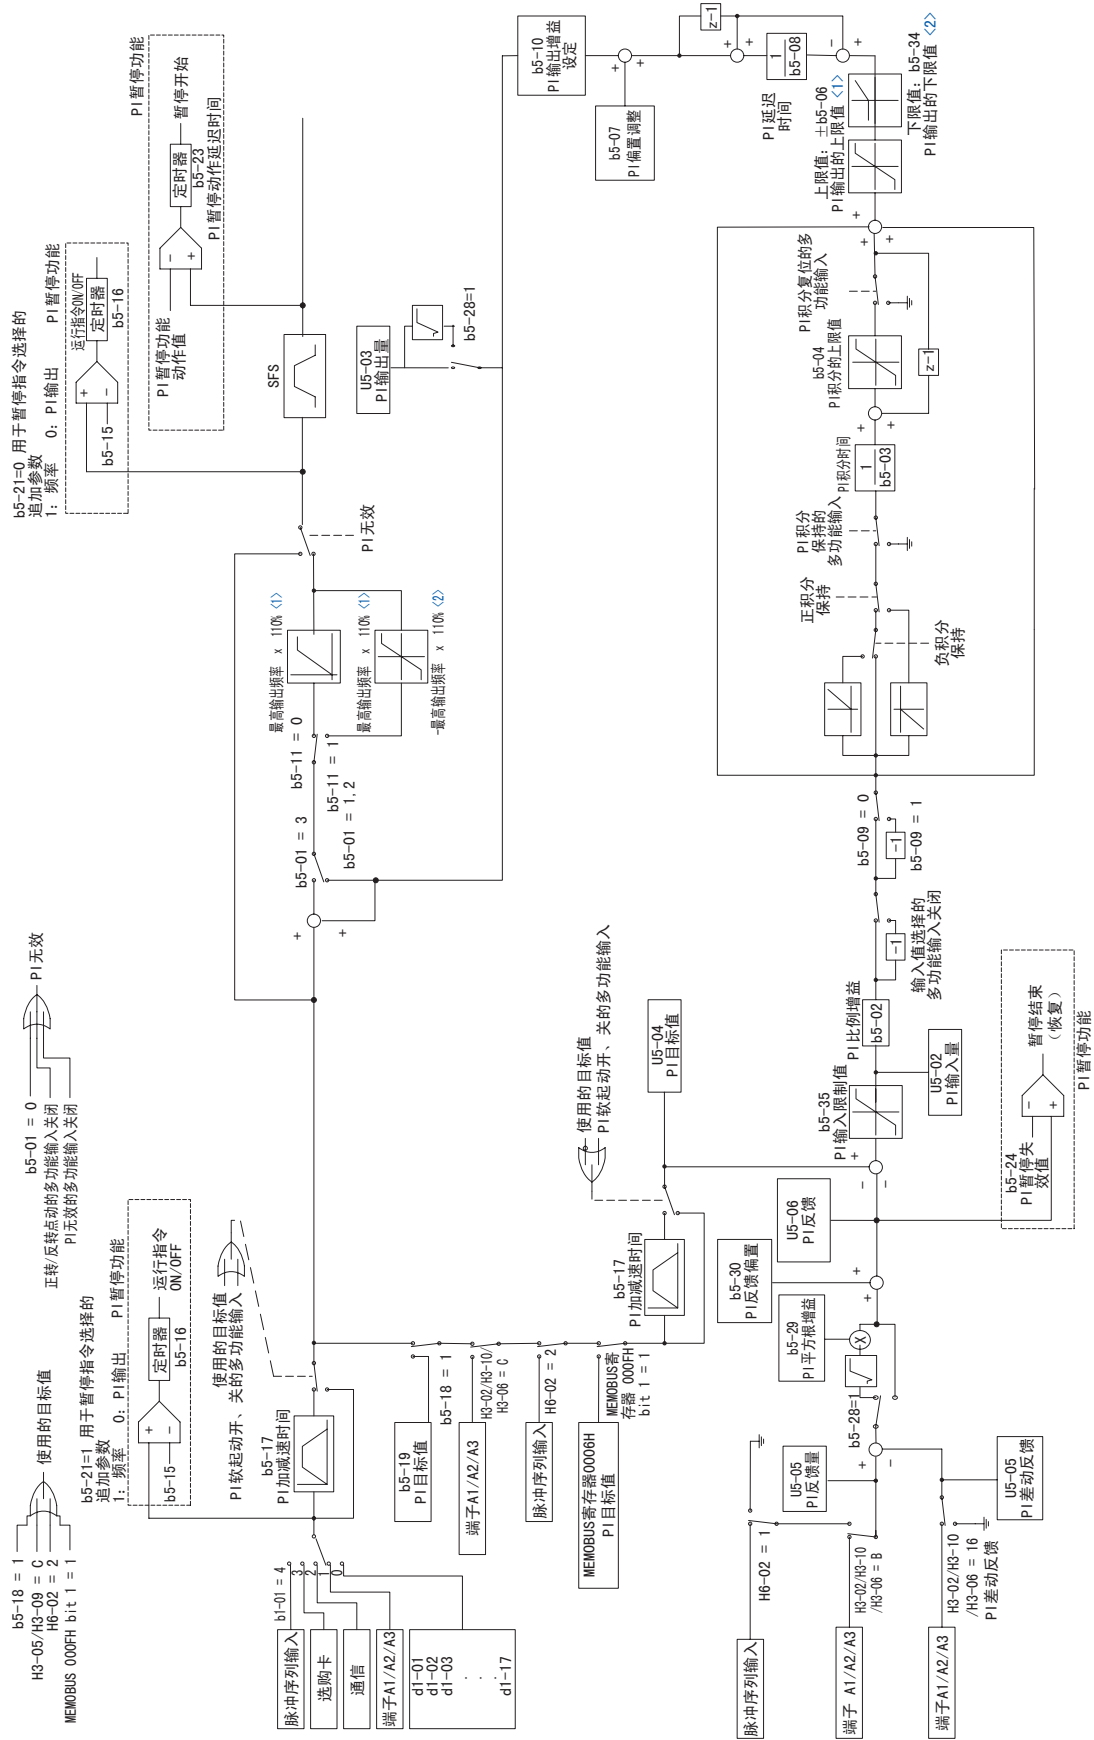 b5-18 = 1
H3-05/H3-09 = C
H6-02 = 2
MEMOBUS 000FH bit 1 = 1
使用的目标值
b5-01 = 0
正转/反转点动的多功能输入关闭
PI无效的多功能输入关闭
PI无效
b5-21=1 用于暂停指令选择的
追加参数
1: 频率 0: PI输出 PI暂停功能
b5-15
+
-
定时器
b5-16
运行指令
ON/OFF
b5-21=0 用于暂停指令选择的
追加参数
1: 频率 0: PI输出 PI暂停功能
b5-15
+
-
运行指令ON/OFF
定时器
b5-16
PI暂停功能
PI暂停功能
动作值
-
+
定时器
b5-23
PI暂停动作延迟时间
暂停开始
使用的目标值
PI软起动开、关的多功能输入
b5-17
PI加减速时间
b1-01 = 4
3
2
1
0
脉冲序列输入
选购卡
通信
端子A1/A2/A3
d1-01
d1-02
d1-03
.
.
.
d1-17
+
+
b5-01 = 3
b5-01 = 1,2
b5-11 = 0
b5-11 = 1
最高输出频率 x 110% <1>
最高输出频率 x 110% <1>
-最高输出频率 x 110% <2>
PI无效
SFS
U5-03
PI输出量
b5-28=1
b5-19
PI目标值
b5-18 = 1
端子A1/A2/A3
H3-02/H3-10/
H3-06 = C
脉冲序列输入
H6-02 = 2
MEMOBUS寄存器0006H
PI目标值
MEMOBUS寄
存器 000FH
bit 1 = 1
b5-17
PI加减速时间
使用的目标值
PI软起动开、关的多功能输入
U5-04
PI目标值
b5-10
PI输出增益
设定
+
+
b5-07
PI偏置调整
z-1
+
+
1
b5-08
PI延迟
时间
-
+
下限值: b5-34
PI输出的下限值 <2>
上限值: ±b5-06
PI输出的上限值 <1>
脉冲序列输入
H6-02 = 1
端子 A1/A2/A3
H3-02/H3-10
/H3-06 = B
U5-05
PI反馈量
端子A1/A2/A3
H3-02/H3-10
/H3-06 = 16
PI差动反馈
U5-05
PI差动反馈
+
-
b5-28=1
b5-29
PI平方根增益
X
+
+
b5-30
PI反馈偏置
U5-06
PI反馈
-
+
b5-35
PI输入限制值
U5-02
PI输入量
PI比例增益
b5-02
-1
输入值选择的
多功能输入关闭
b5-09 = 0
-1
b5-09 = 1
正积分
保持
负积分
保持
PI积分
保持的
多功能输入
PI积分时间
1
b5-03
+
+
b5-04
PI积分的上限值
z-1
PI积分复位的多
功能输入
+
+
b5-24
PI暂停失
效值
-
+
暂停结束
(恢复)
PI暂停功能